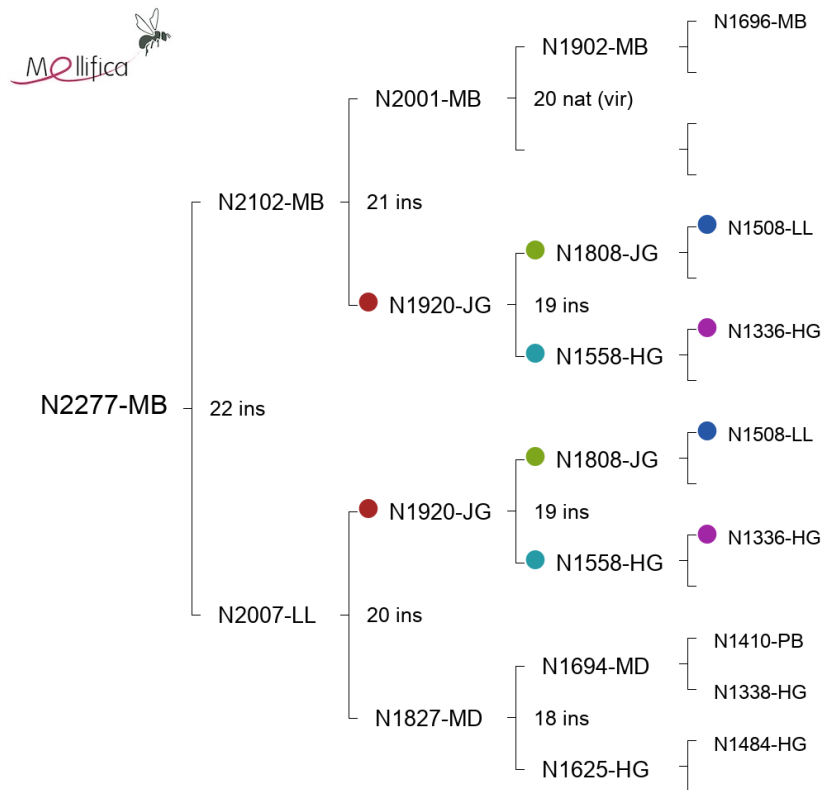 Mellifica
N1696-MB
N1902-MB
N2001-MB
20 nat (vir)
N2102-MB
21 ins
N1508-LL
N1808-JG
N1920-JG
19 ins
N1336-HG
N1558-HG
N2277-MB
22 ins
N1508-LL
N1808-JG
N1920-JG
19 ins
N1336-HG
N1558-HG
N2007-LL
20 ins
N1410-PB
N1694-MD
N1338-HG
N1827-MD
18 ins
N1484-HG
N1625-HG